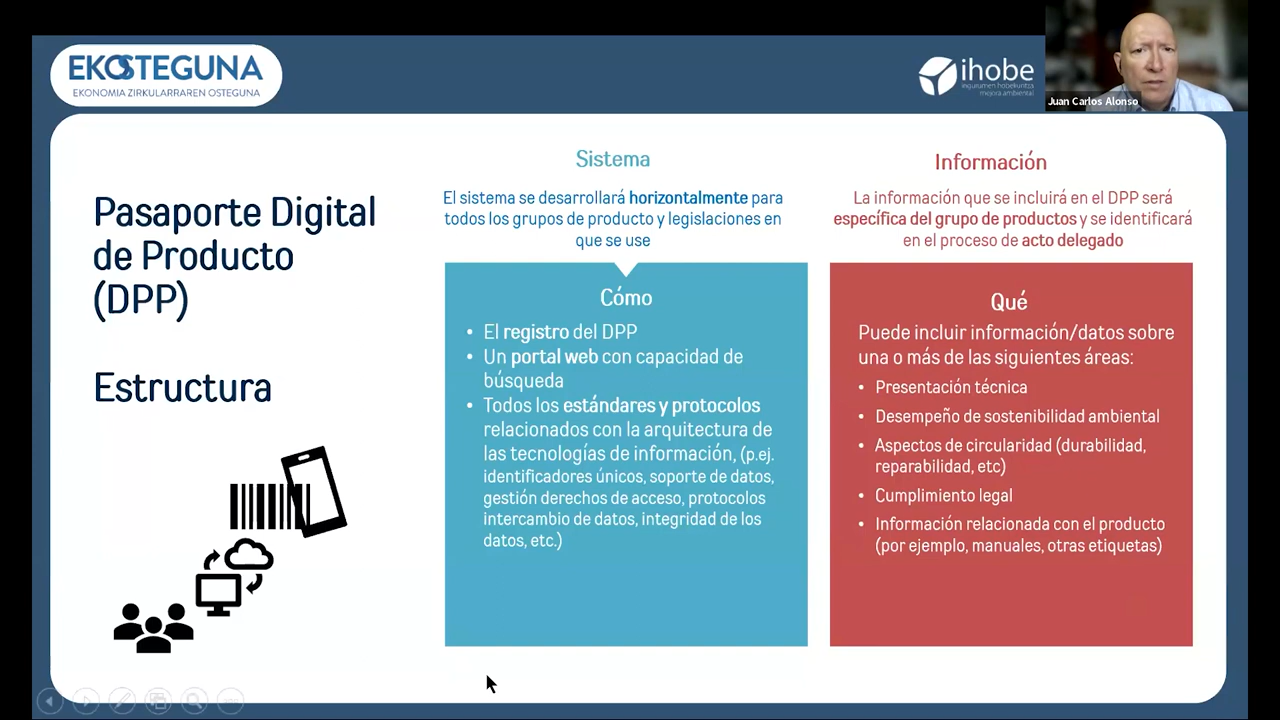 EKOSTEGUNA
EKONOMIA ZIRKULARRAREN OSTEGUNA
ihobe
ingurumen hobekuntza
mejora ambiental
Juan Carlos Alonso
Pasaporte Digital
de Producto
(DPP)
Estructura
Sistema
El sistema se desarrollará horizontalmente para
todos los grupos de producto y legislaciones en
que se use
Cómo
• El registro del DPP
• Un portal web con capacidad de
búsqueda
• Todos los estándares y protocolos
relacionados con la arquitectura de
las tecnologías de información, (p.ej.
identificadores únicos, soporte de datos,
gestión derechos de acceso, protocolos
intercambio de datos, integridad de los
datos, etc.)
Información
La información que se incluirá en el DPP será
específica del grupo de productos y se identificará
en el proceso de acto delegado
Qué
Puede incluir información/datos sobre
una o más de las siguientes áreas:
• Presentación técnica
• Desempeño de sostenibilidad ambiental
• Aspectos de circularidad (durabilidad,
reparabilidad, etc)
• Cumplimiento legal
• Información relacionada con el producto
(por ejemplo, manuales, otras etiquetas)